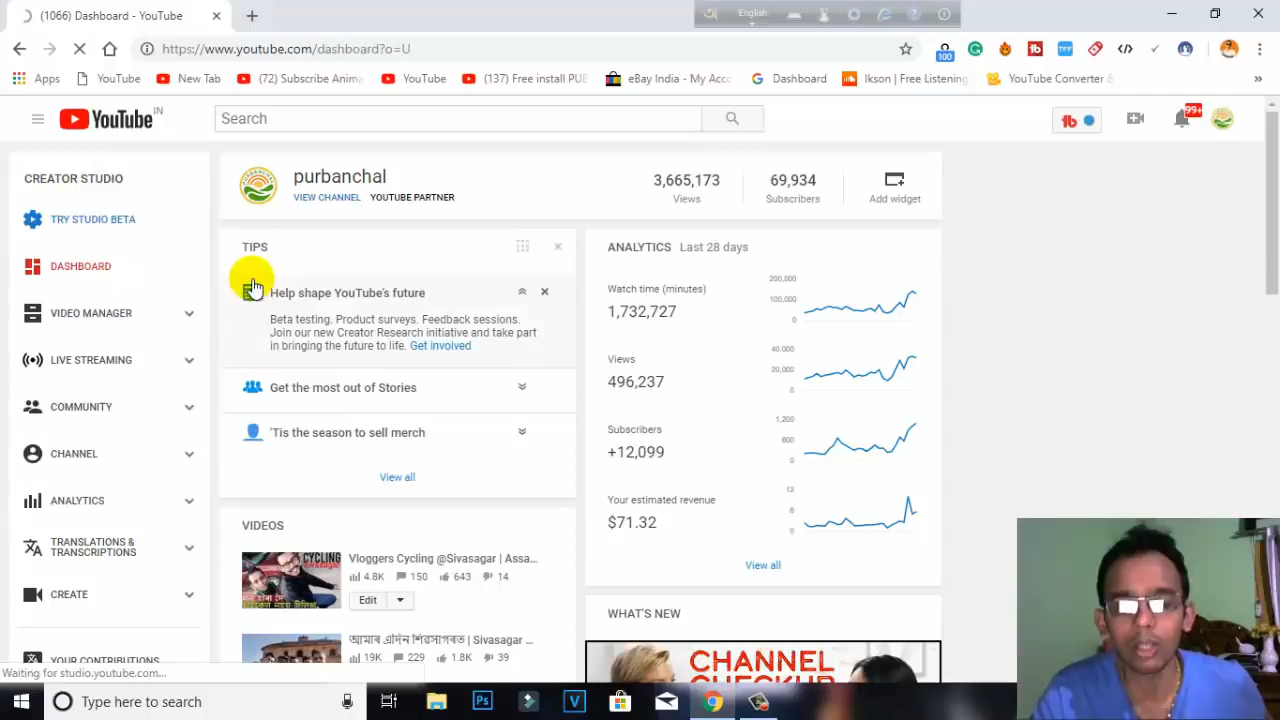 (1066) Dashboard - YouTube
English
https://www.youtube.com/dashboard?o=U
100
TFF
Apps
YouTube
New Tab
(72) Subscribe Anima
YouTube
(137) Free install PUB
eBay India - My Acco
Dashboard
Ikson | Free Listening
YouTube Converter &
YouTube IN
Search
99+
CREATOR STUDIO
TRY STUDIO BETA
DASHBOARD
VIDEO MANAGER
LIVE STREAMING
COMMUNITY
CHANNEL
ANALYTICS
TRANSLATIONS &
TRANSCRIPTIONS
CREATE
YOUR CONTRIBUTIONS
Waiting for studio.youtube.com...
purbanchal
VIEW CHANNEL YOUTUBE PARTNER
3,665,173
Views
69,934
Subscribers
Add widget
TIPS
Help shape YouTube's future
Beta testing. Product surveys. Feedback sessions.
Join our new Creator Research initiative and take part
in bringing the future to life. Get involved
Get the most out of Stories
'Tis the season to sell merch
View all
VIDEOS
CYCLING
Vloggers Cycling @Sivasagar | Assa...
4.8K 150 643 14
Edit
আমাৰ এদিন শিৱসাগৰত | Sivasagar ...
19K 229 1.8K 39
ANALYTICS Last 28 days
Watch time (minutes)
1,732,727
200,000
100,000
0
Views
496,237
40,000
20,000
0
Subscribers
+12,099
1,200
600
0
Your estimated revenue
$71.32
12
6
0
View all
WHAT'S NEW
CHANNEL
CHECKUP
Type here to search
Ps
V